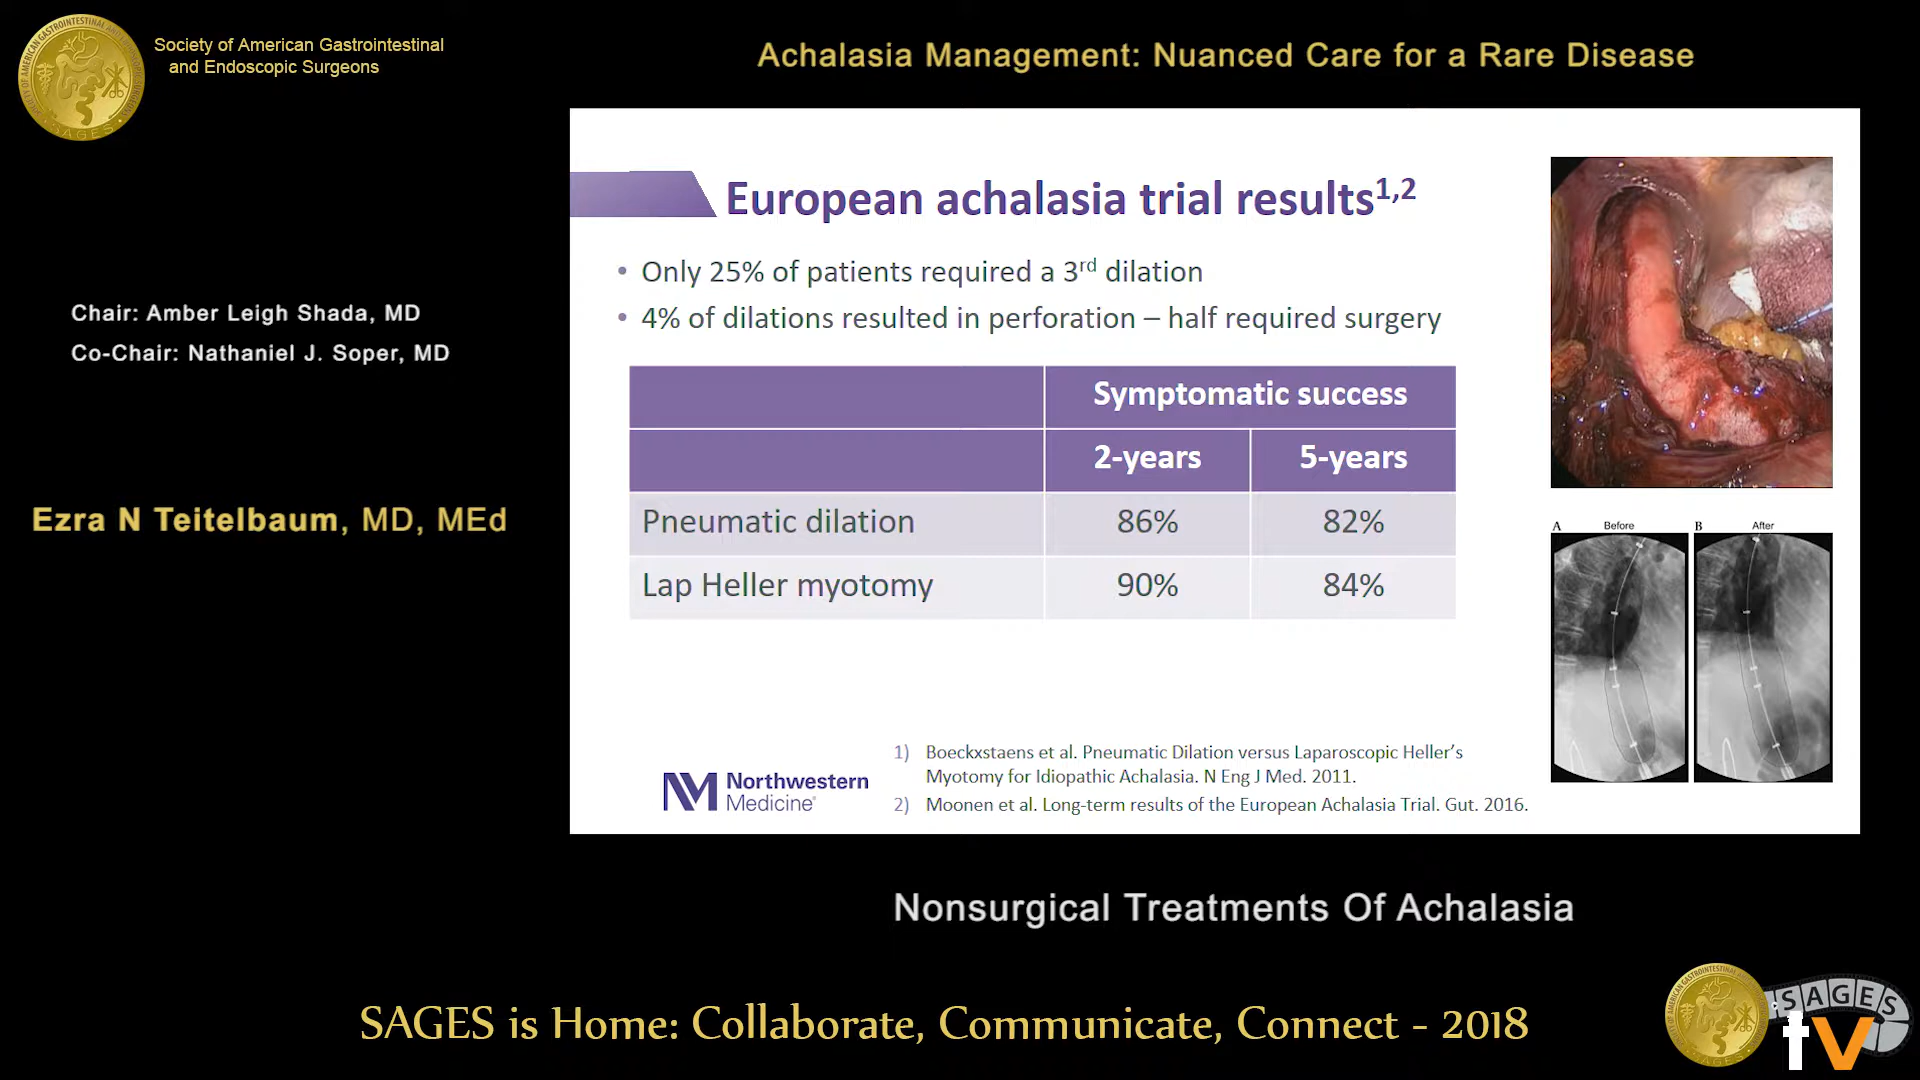 Society of American Gastrointestinal
and Endoscopic Surgeons
Achalasia Management: Nuanced Care for a Rare Disease
Chair: Amber Leigh Shada, MD
Co-Chair: Nathaniel J. Soper, MD
Ezra N Teitelbaum, MD, MEd
European achalasia trial results1,2
• Only 25% of patients required a 3rd dilation
• 4% of dilations resulted in perforation – half required surgery
Symptomatic success
2-years 5-years
Pneumatic dilation 86% 82%
Lap Heller myotomy 90% 84%
A Before B After
Northwestern
Medicine®
1) Boeckxstaens et al. Pneumatic Dilation versus Laparoscopic Heller's
Myotomy for Idiopathic Achalasia. N Eng J Med. 2011.
2) Moonen et al. Long-term results of the European Achalasia Trial. Gut. 2016.
Nonsurgical Treatments Of Achalasia
SAGES is Home: Collaborate, Communicate, Connect - 2018
SAGES
tv
SAGES